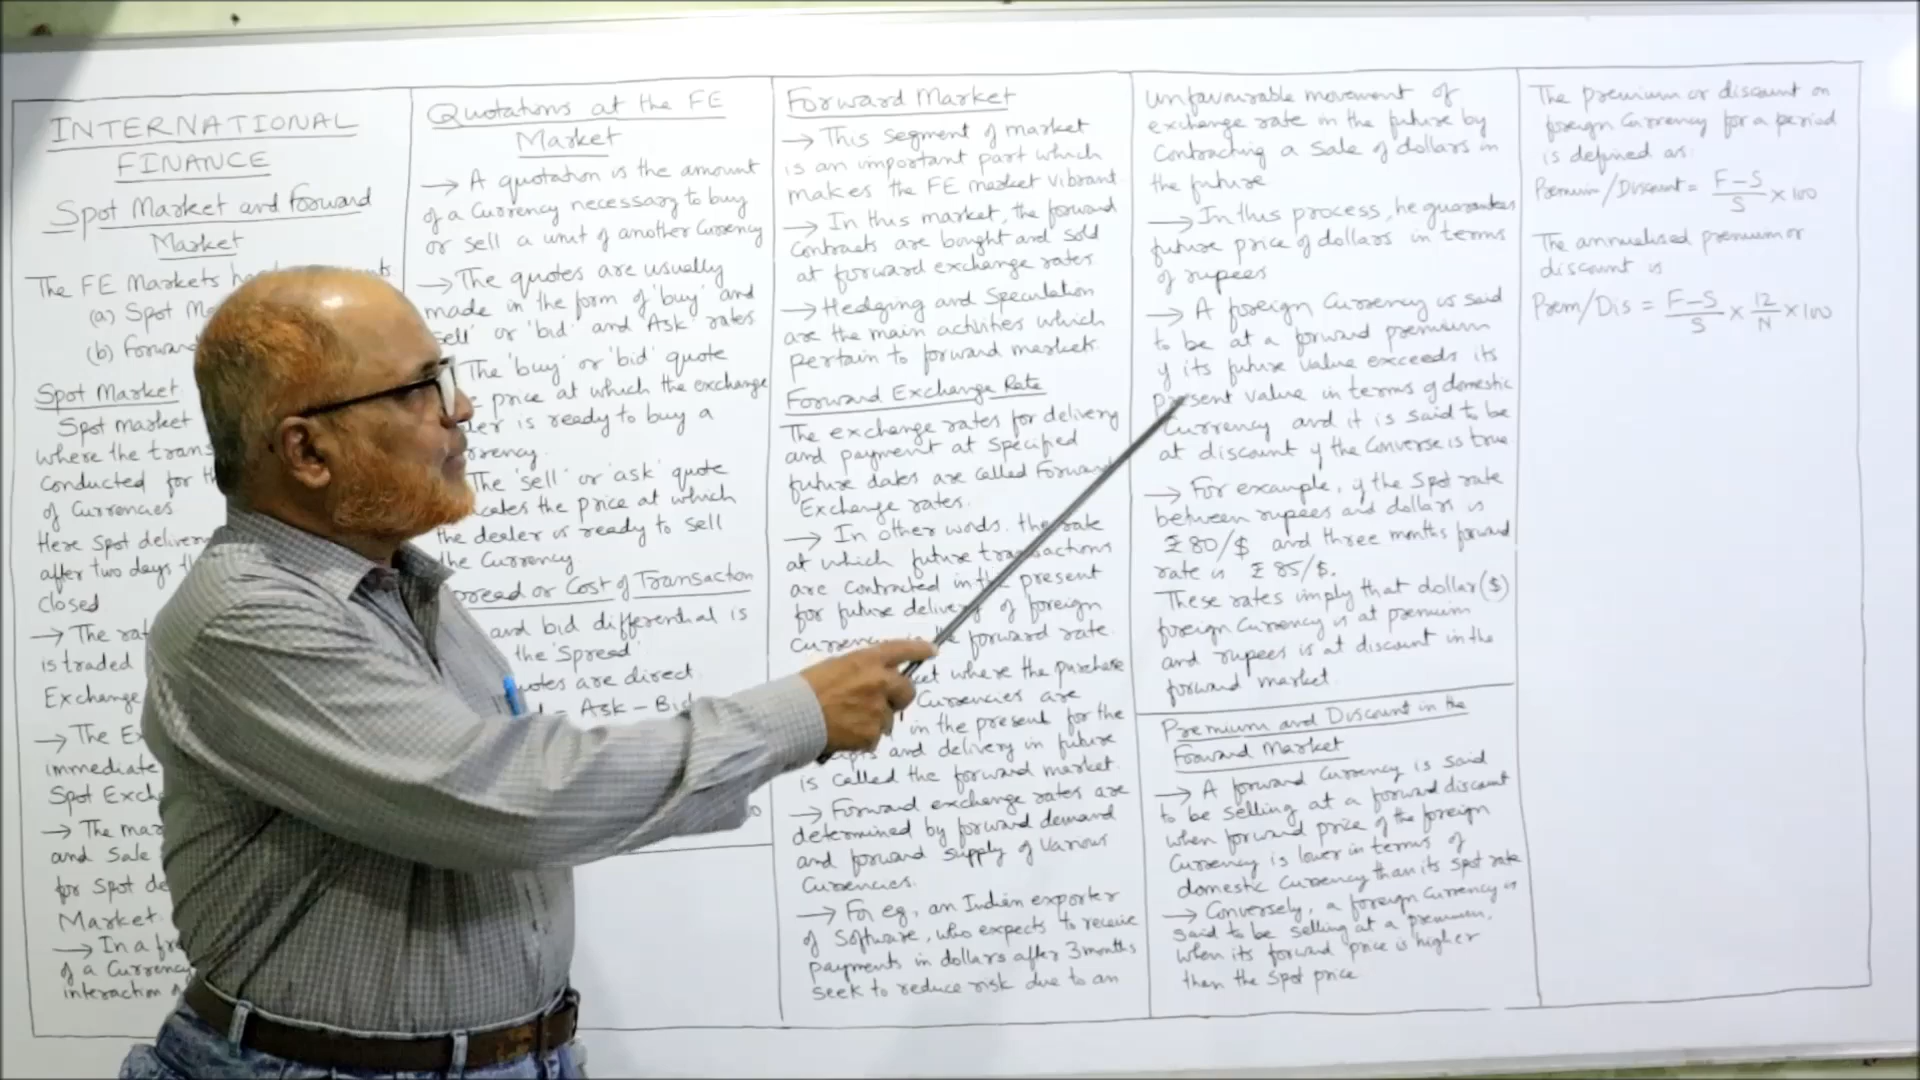 INTERNATIONAL
FINANCE
Spot Market and Forward
Market
The FE Markets
(a) Spot
(b)
Spot Market
Spot market
where the
Conducted for
of Currencies
Here spot
after two days
closed
→ The
is traded
Exchange
→ The
immediate
Spot
→ The
and Sale
for spot
Market.
→ In a
of a Currency
interaction
Quotations at the FE
Market
→ A quotation is the amount
of a Currency necessary to buy
or sell a unit of another Currency
→ The quotes are usually
made in the form of 'buy' and
'sell' or 'bid' and 'Ask' rates
The 'buy' or 'bid' quote
price at which the exchange
is ready to buy a
The 'sell' or 'ask' quote
the price at which
the dealer is ready to sell
the Currency
or Cost of Transaction
and bid differential is
the 'Spread'
are direct.
– Ask – Bid
Forward Market
→ This segment of market
is an important part which
makes the FE market vibrant.
→ In this market, the forward
contracts are bought and sold
at forward exchange rates
→ Hedging and Speculation
are the main activities which
pertain to forward market.
Forward Exchange Rate
The exchange rates for delivery
and payment at specified
future dates are called Forward
Exchange rates.
→ In other words, the rate
at which future transactions
are contracted in the present
for future delivery of foreign
Currency is the forward rate.
where the purchase
Currencies are
in the present for the
and delivery in future
is called the forward market.
→ Forward exchange rates are
determined by forward demand
and forward supply of various
Currencies.
→ For eg, an Indian exporter
of Software, who expects to receive
payments in dollars after 3 months
seek to reduce risk due to an
unfavourable movement of
exchange rate in the future by
Contracting a sale of dollars in
the future
→ In this process, he guarantees
future price of dollars in terms
of rupees
→ A foreign Currency is said
to be at a forward premium
if its future value exceeds its
present value in terms of domestic
Currency and it is said to be
at discount if the Converse is true.
→ For example, if the spot rate
between rupees and dollars is
₹ 80/$ and three months forward
rate is ₹ 85/$.
These rates imply that dollar ($)
foreign Currency is at premium
and rupees is at discount in the
forward market.
Premium and Discount in the
Forward Market
→ A forward Currency is said
to be selling at a forward discount
when forward price of the foreign
Currency is lower in terms of
domestic currency than its spot rate
→ Conversely, a foreign Currency is
said to be selling at a premium,
when its forward price is higher
than the spot price
The premium or discount on
foreign Currency for a period
is defined as:
Premium/Discount = F–S/S × 100
The annualised premium or
discount is
Prem/Dis = F–S/S × 12/N × 100